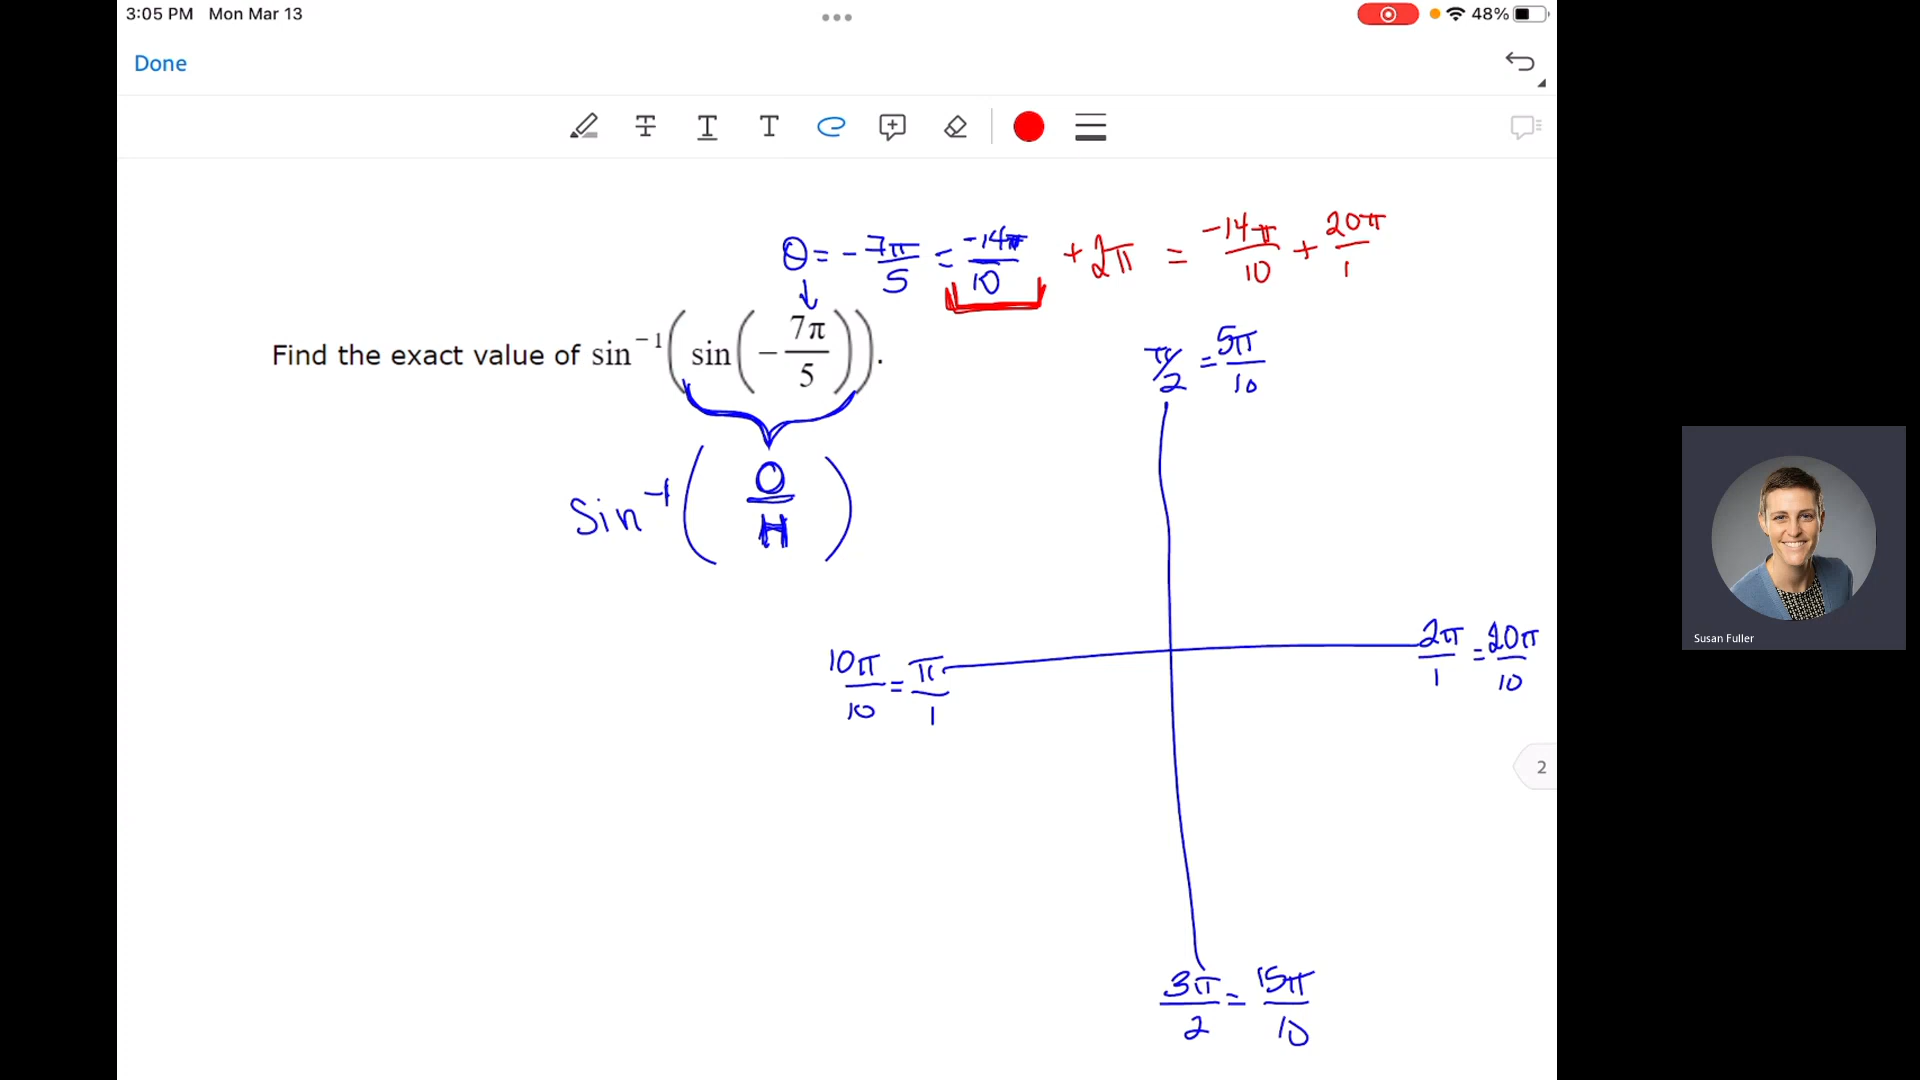 3:05 PM Mon Mar 13
48%
Done
θ = - 7π/5 = -14π/10 + 2π = -14π/10 + 20π/1
Find the exact value of sin⁻¹(sin(-7π/5)).
π/2 = 5π/10
Sin⁻¹(O/H)
2π/1 = 20π/10
10π/10 = π/1
Susan Fuller
2
3π/2 = 15π/10